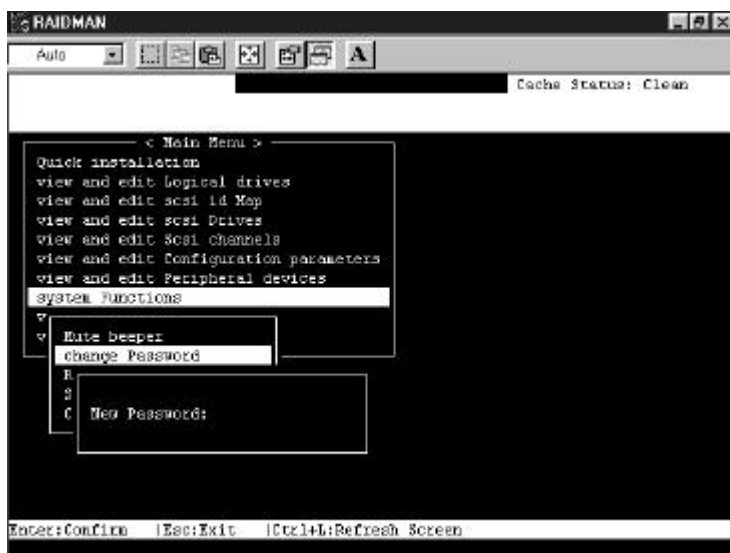 RAIDMAN
Auto
A
Cache Status: Clean
< Main Menu >
Quick installation
view and edit Logical drives
view and edit scsi id Map
view and edit scsi Drives
view and edit Scsi channels
view and edit Configuration parameters
view and edit Peripheral devices
system Functions
v
v
Mute beeper
change Password
R
S
C
New Password:
Enter:Confirm |Esc:Exit |Ctrl+L:Refresh Screen